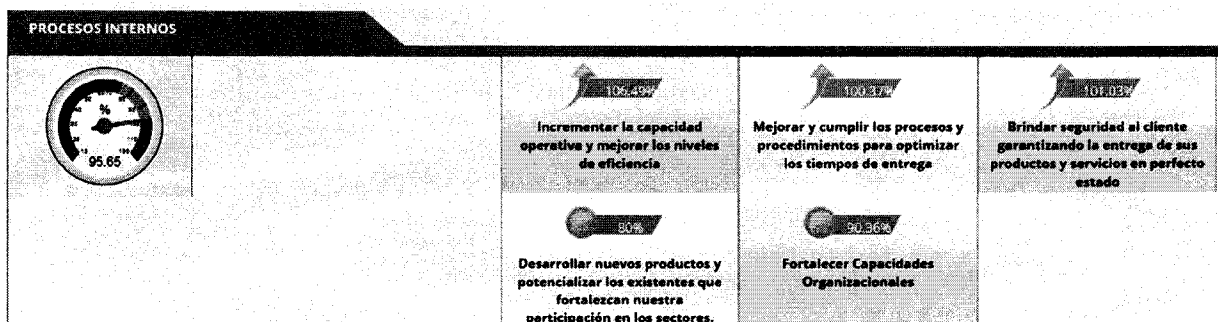 PROCESOS INTERNOS
%
95.65
106.49%
Incrementar la capacidad
operativa y mejorar los niveles
de eficiencia
100.37%
Mejorar y cumplir los procesos y
procedimientos para optimizar
los tiempos de entrega
101.03%
Brindar seguridad al cliente
garantizando la entrega de sus
productos y servicios en perfecto
estado
80%
Desarrollar nuevos productos y
potencializar los existentes que
fortalezcan nuestra
participación en los sectores.
90.36%
Fortalecer Capacidades
Organizacionales